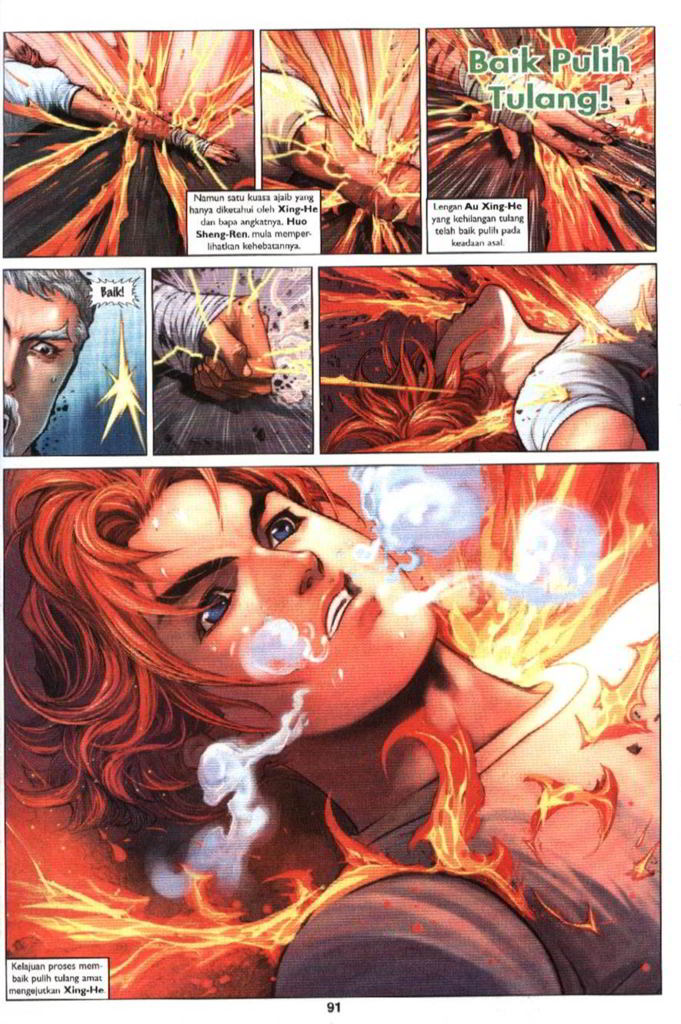 Baik Pulih
Tulang!
Namun satu kuasa ajaib yang
hanya diketahui oleh Xing-He
dan bapa angkatnya, Huo
Sheng-Ren, mula memper-
lihatkan kehebatannya.
Lengan Au Xing-He
yang kehilangan tulang
telah baik pulih pada
keadaan asal.
Baik!
Kelajuan proses mem-
baik pulih tulang amat
mengejutkan Xing-He.
91